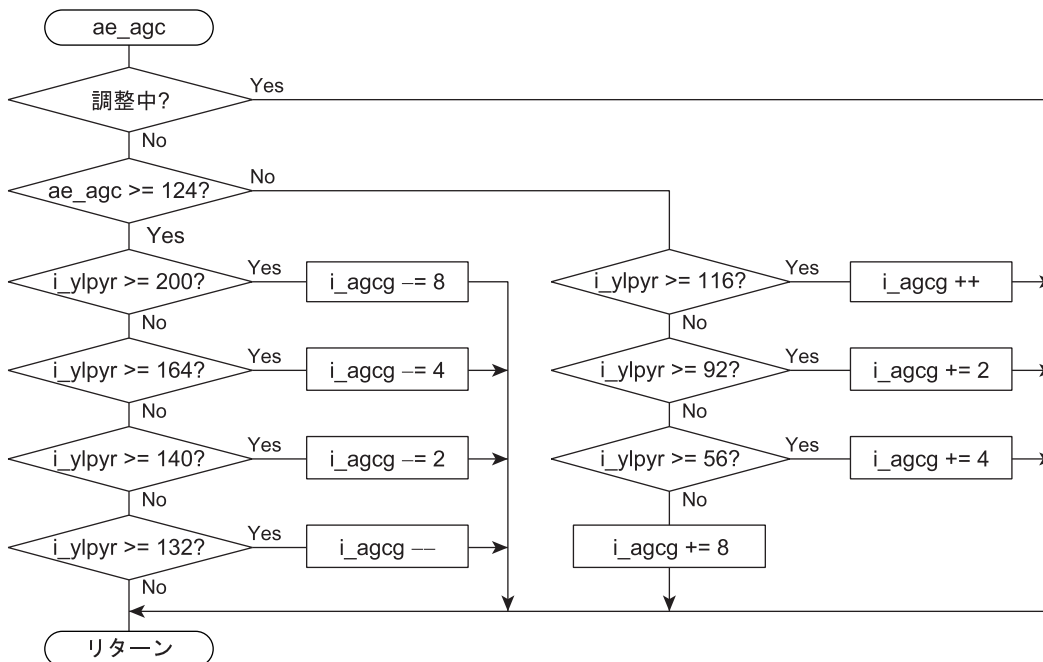 ae_agc
調整中?
Yes
No
ae_agc >= 124?
No
Yes
i_ylpyr >= 200?
Yes
i_agcg –= 8
No
i_ylpyr >= 164?
Yes
i_agcg –= 4
No
i_ylpyr >= 140?
Yes
i_agcg –= 2
No
i_ylpyr >= 132?
Yes
i_agcg ––
No
i_ylpyr >= 116?
Yes
i_agcg ++
No
i_ylpyr >= 92?
Yes
i_agcg += 2
No
i_ylpyr >= 56?
Yes
i_agcg += 4
No
i_agcg += 8
リターン